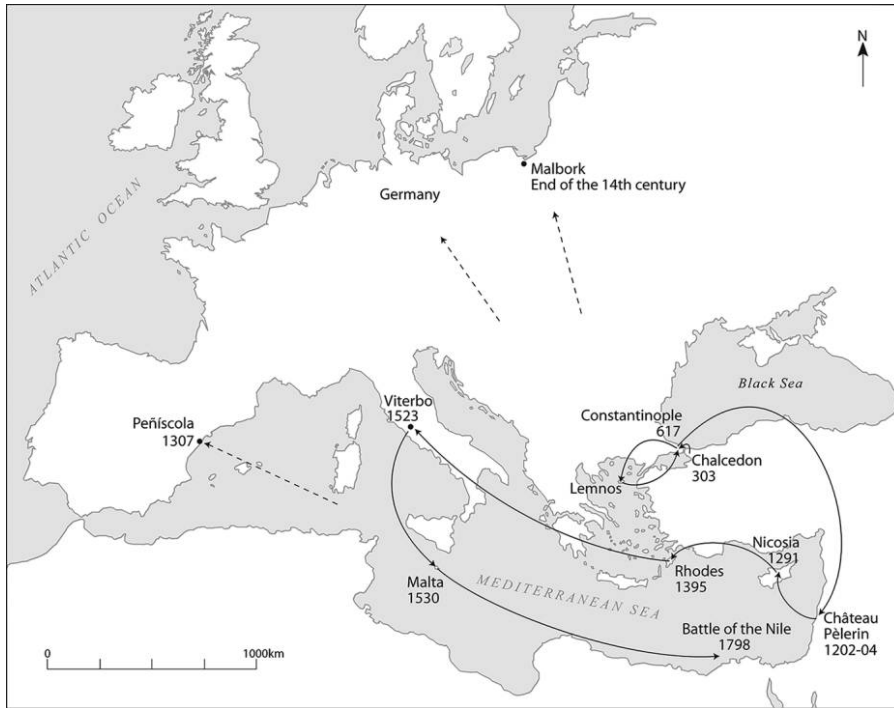 N
Malbork
End of the 14th century
Germany
ATLANTIC OCEAN
Black Sea
Viterbo
1523
Constantinople
617
Peñíscola
1307
Chalcedon
303
Lemnos
Nicosia
1291
Rhodes
1395
Malta
1530
MEDITERRANEAN SEA
Château
Pèlerin
1202-04
Battle of the Nile
1798
0
1000km